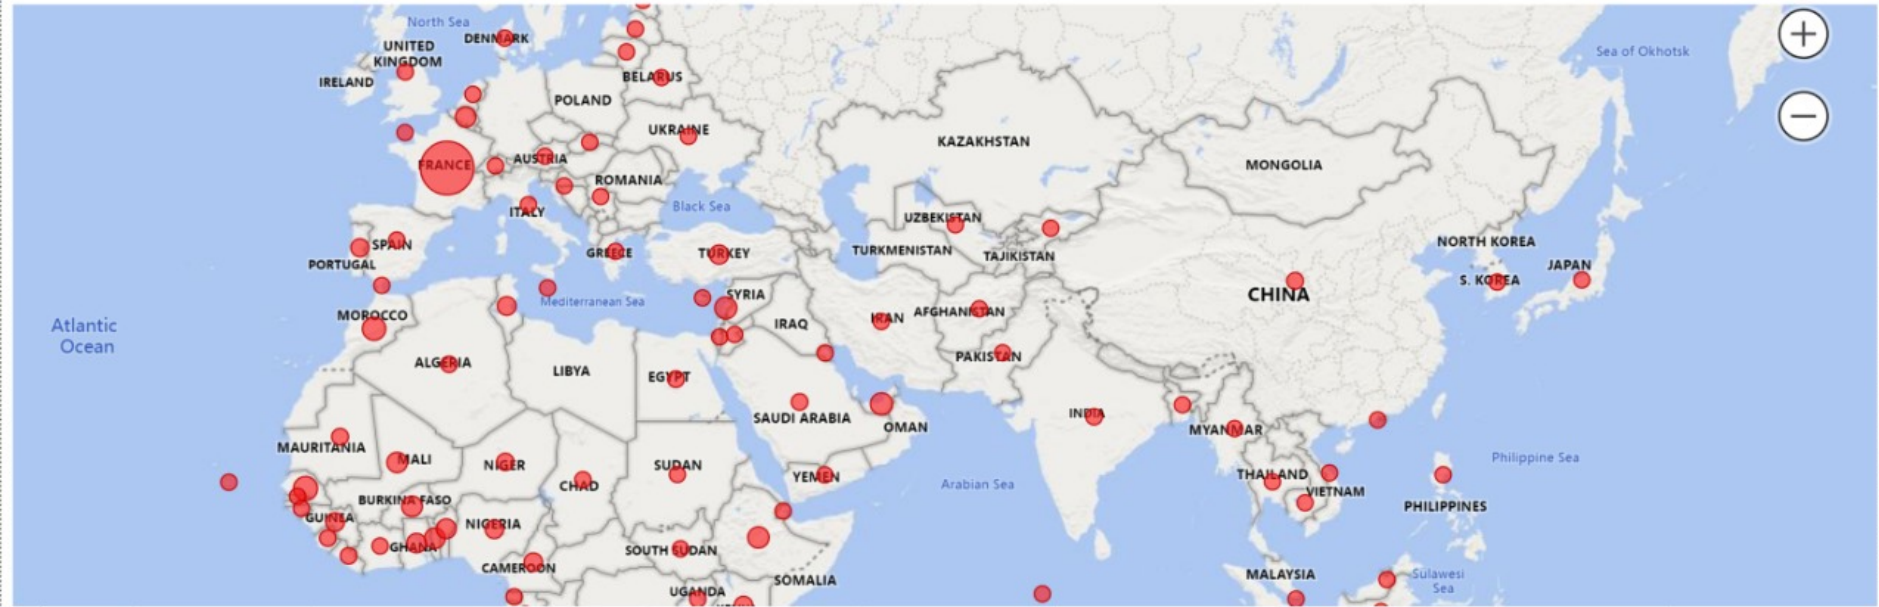 North Sea
DENMARK
UNITED
KINGDOM
IRELAND
BELARUS
POLAND
UKRAINE
FRANCE
AUSTRIA
ROMANIA
ITALY
Black Sea
SPAIN
PORTUGAL
GREECE
TURKEY
Sea of Okhotsk
KAZAKHSTAN
MONGOLIA
UZBEKISTAN
TURKMENISTAN
TAJIKISTAN
NORTH KOREA
S. KOREA
JAPAN
CHINA
Mediterranean Sea
SYRIA
MOROCCO
IRAQ
IRAN
AFGHANISTAN
PAKISTAN
Atlantic
Ocean
ALGERIA
LIBYA
EGYPT
SAUDI ARABIA
OMAN
INDIA
MYANMAR
MAURITANIA
MALI
NIGER
CHAD
SUDAN
YEMEN
Arabian Sea
THAILAND
VIETNAM
Philippine Sea
PHILIPPINES
BURKINA FASO
GUINEA
GHANA
NIGERIA
CAMEROON
SOUTH SUDAN
SOMALIA
UGANDA
MALAYSIA
Sulawesi
Sea